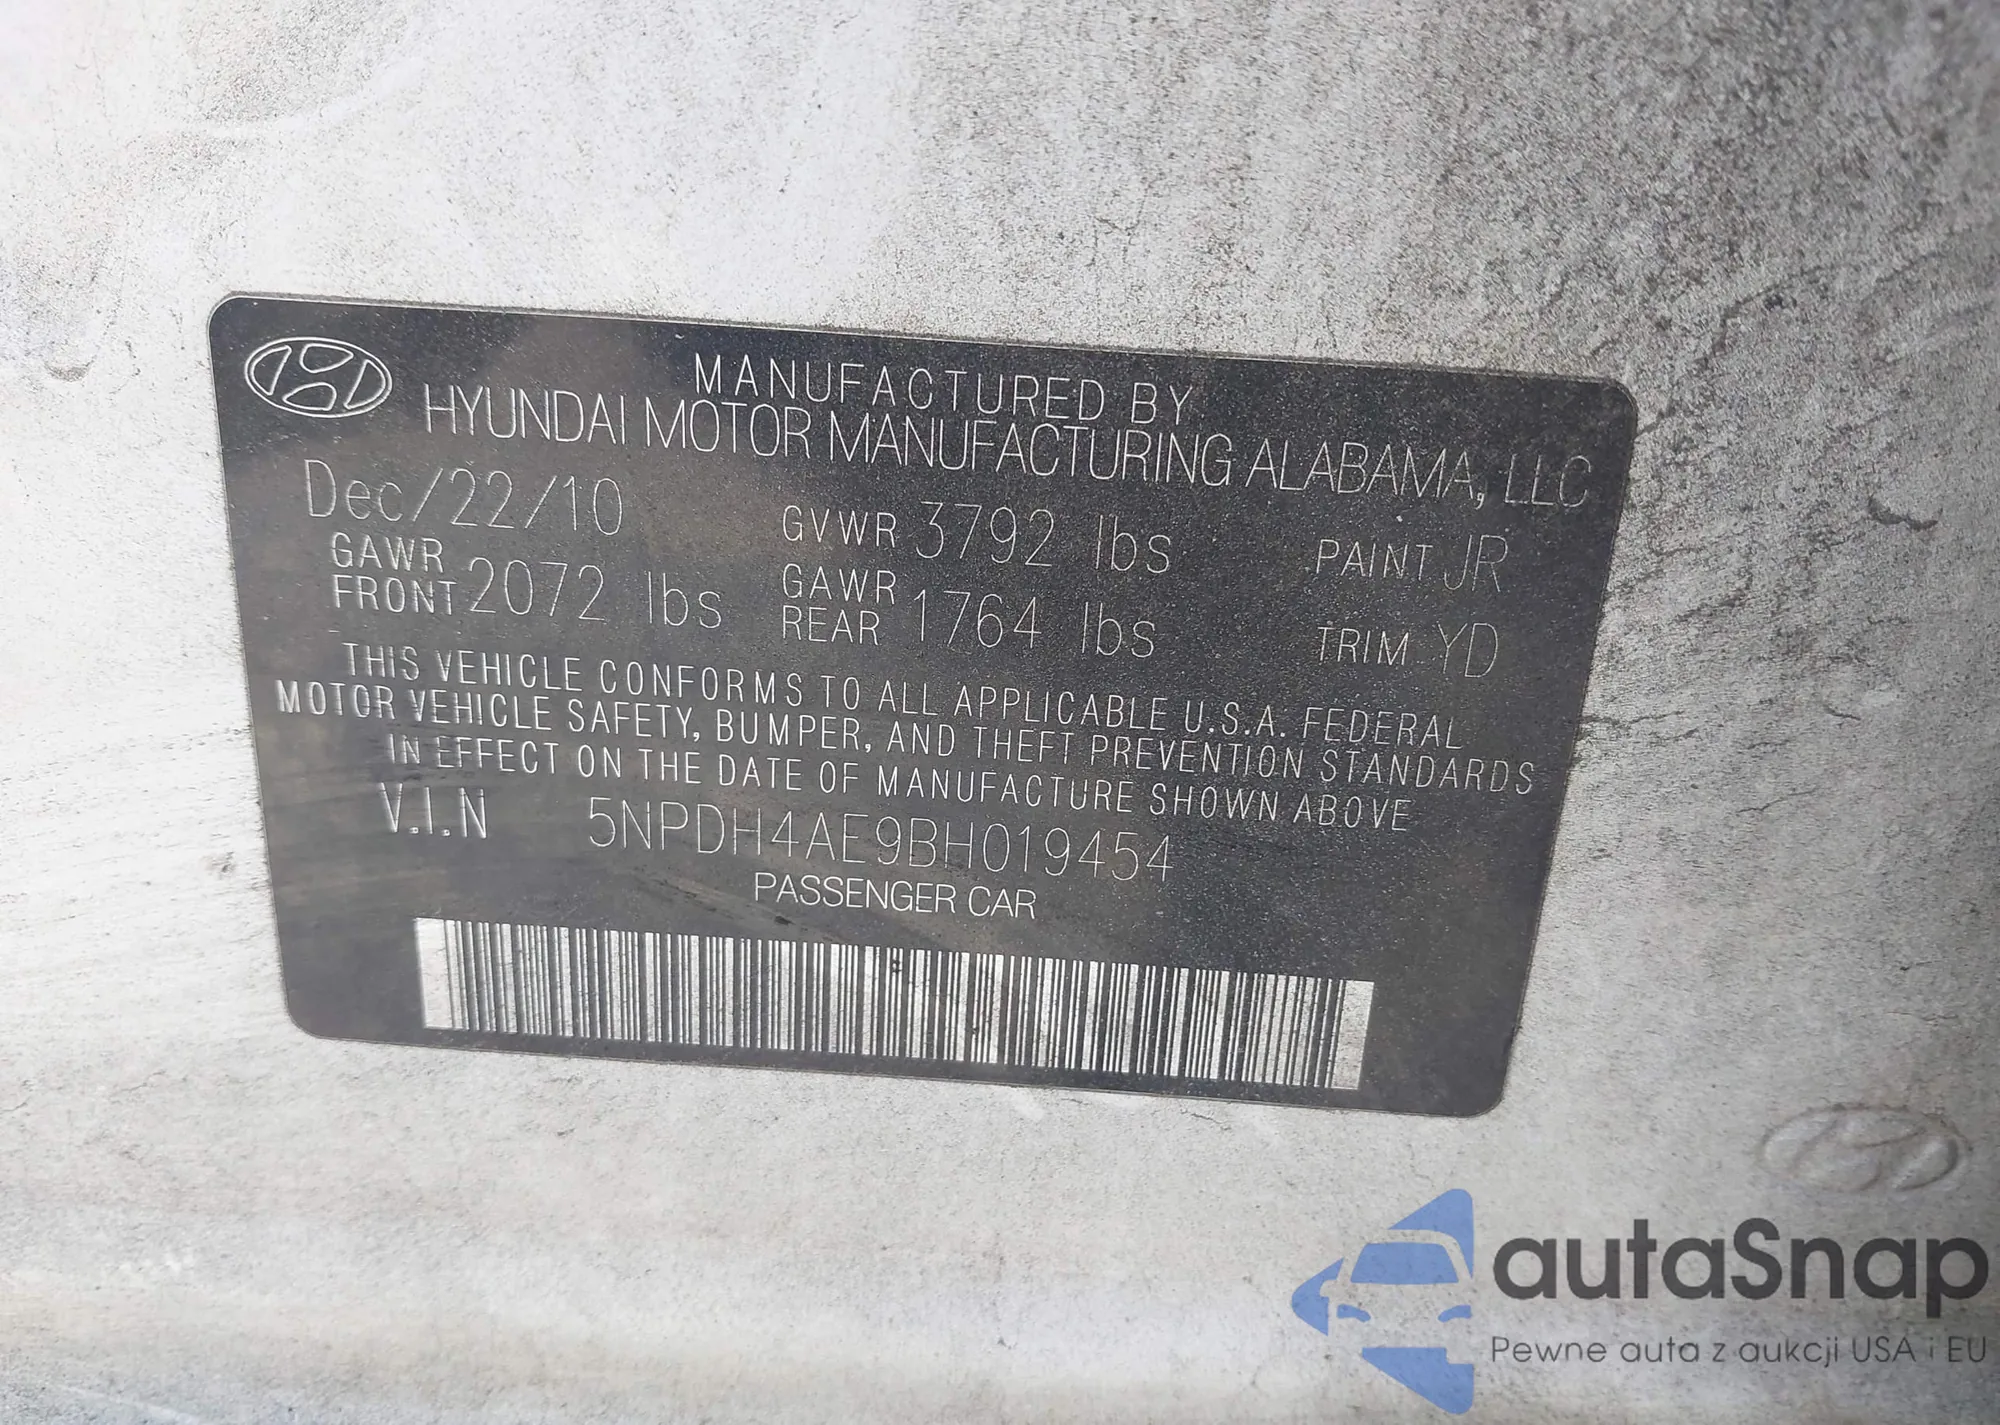 MANUFACTURED BY
HYUNDAI MOTOR MANUFACTURING ALABAMA, LLC
Dec/22/10 GVWR 3792 lbs PAINT JR
GAWR FRONT 2072 lbs GAWR REAR 1764 lbs TRIM YD
THIS VEHICLE CONFORMS TO ALL APPLICABLE U.S.A. FEDERAL
MOTOR VEHICLE SAFETY, BUMPER, AND THEFT PREVENTION STANDARDS
IN EFFECT ON THE DATE OF MANUFACTURE SHOWN ABOVE
V.I.N 5NPDH4AE9BH019454
PASSENGER CAR
autaSnap
Pewne auta z aukcji USA i EU